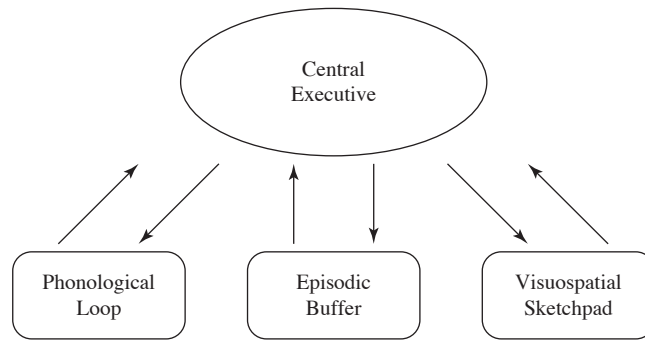 Central
Executive
Phonological
Loop
Episodic
Buffer
Visuospatial
Sketchpad